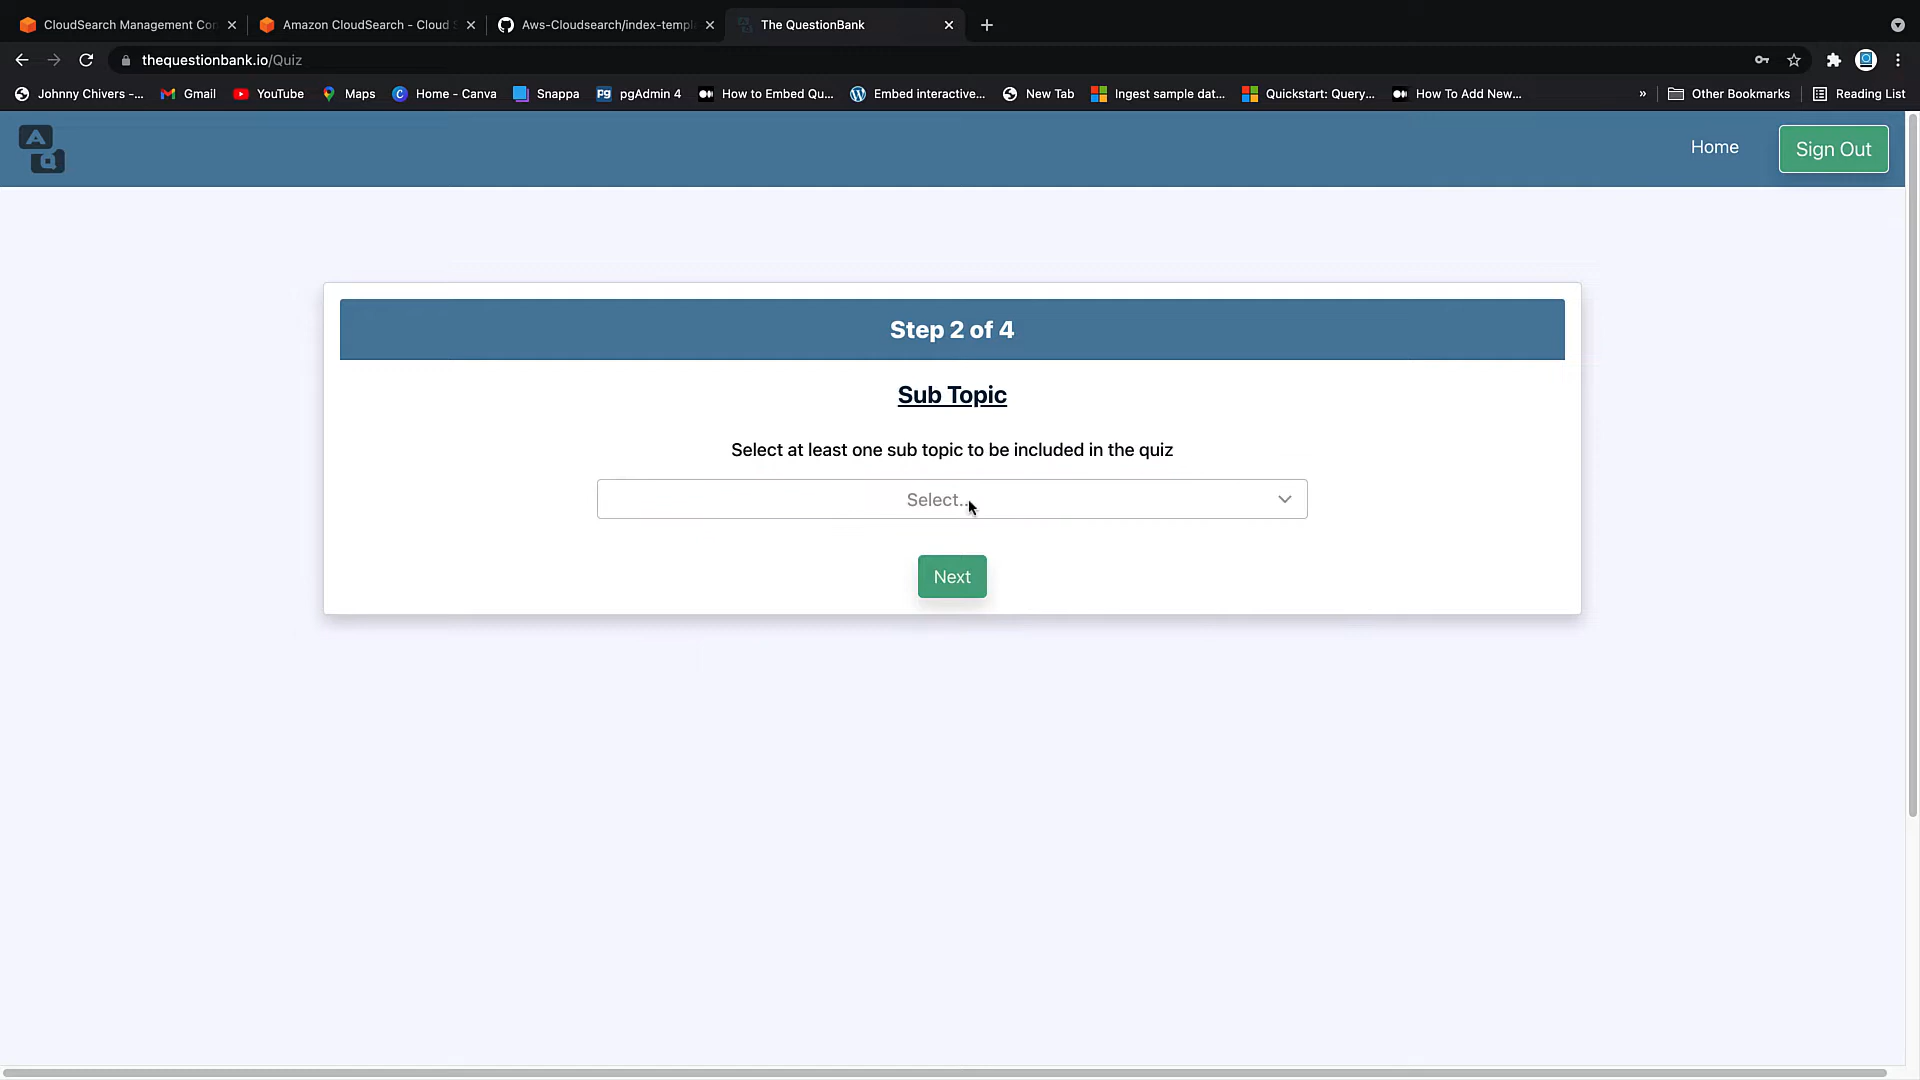 CloudSearch Management Con
Amazon CloudSearch - Cloud S
Aws-Cloudsearch/index-templ
The QuestionBank
thequestionbank.io/Quiz
Johnny Chivers -...
Gmail
YouTube
Maps
Home - Canva
Snappa
pgAdmin 4
How to Embed Qu...
Embed interactive...
New Tab
Ingest sample dat...
Quickstart: Query...
How To Add New...
»
Other Bookmarks
Reading List
A
Q
Home
Sign Out
Step 2 of 4
Sub Topic
Select at least one sub topic to be included in the quiz
Select...
Next